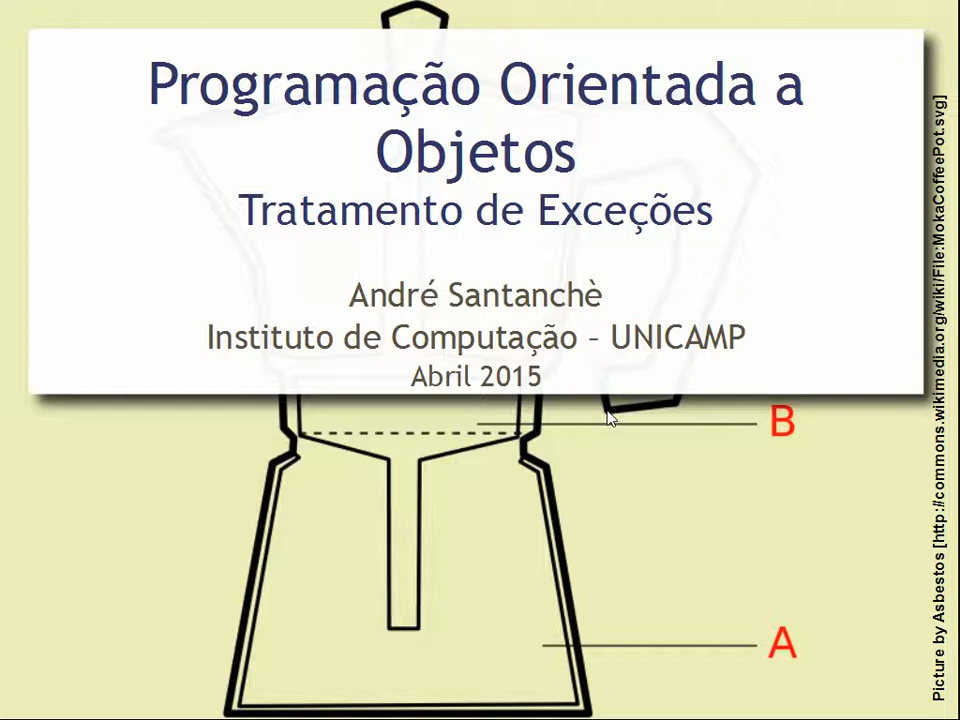 Programação Orientada a
Objetos
Tratamento de Exceções
André Santanchè
Instituto de Computação – UNICAMP
Abril 2015
B
A
Picture by Asbestos [http://commons.wikimedia.org/wiki/File:MokaCoffeePot.svg]